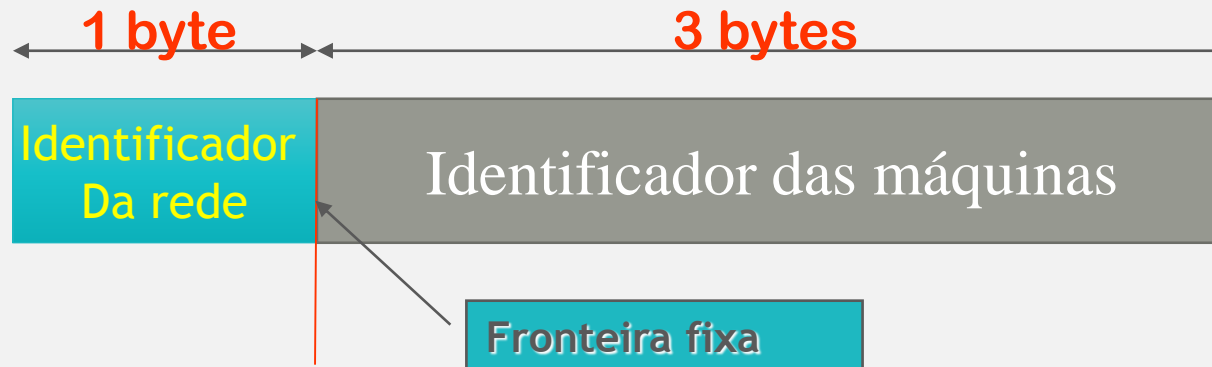 1 byte
3 bytes
Identificador
Da rede
Identificador das máquinas
Fronteira fixa